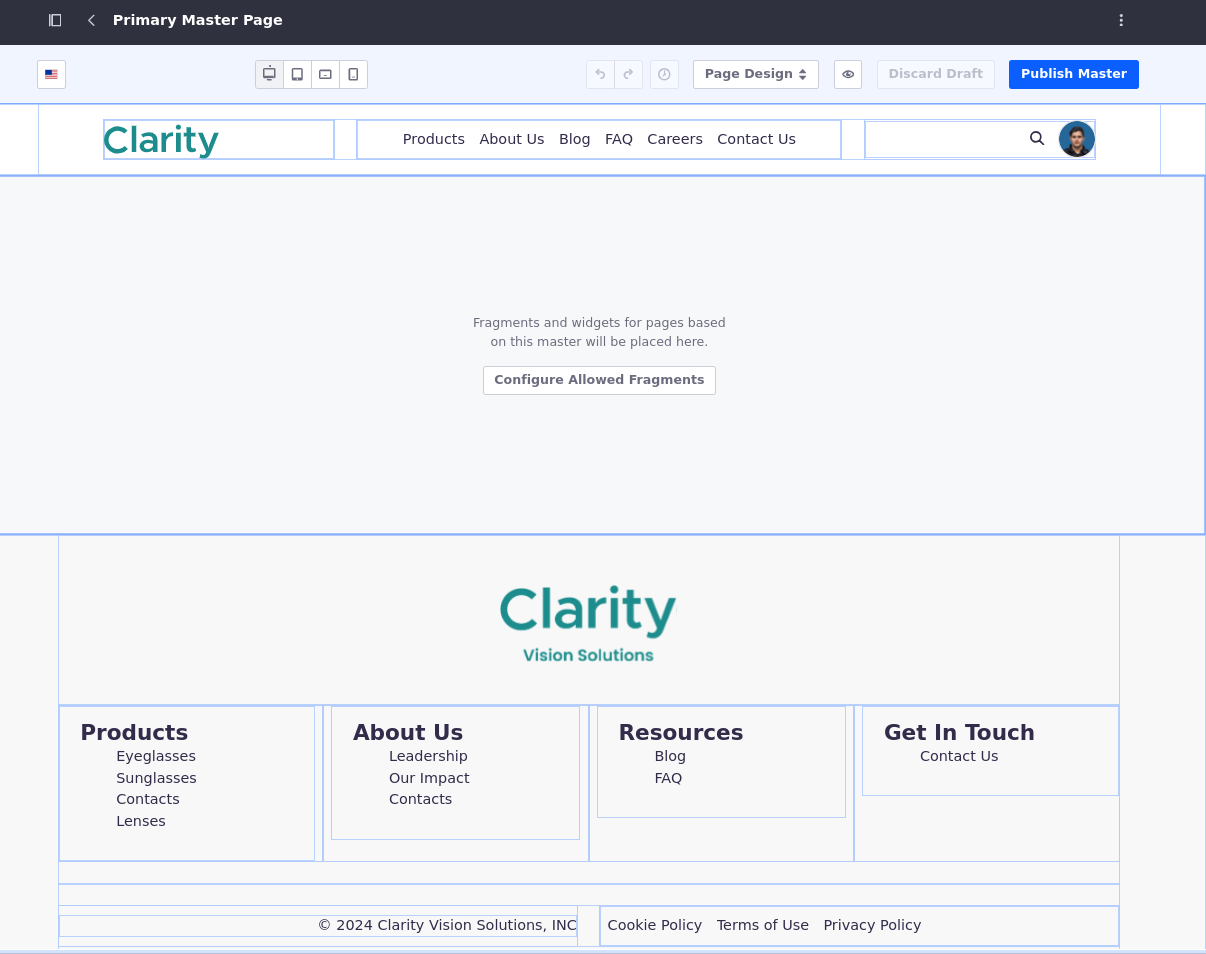 Primary Master Page
Page Design
Discard Draft
Publish Master
Clarity
Products About Us Blog FAQ Careers Contact Us
Fragments and widgets for pages based
on this master will be placed here.
Configure Allowed Fragments
Clarity
Vision Solutions
Products
Eyeglasses
Sunglasses
Contacts
Lenses
About Us
Leadership
Our Impact
Contacts
Resources
Blog
FAQ
Get In Touch
Contact Us
© 2024 Clarity Vision Solutions, INC
Cookie Policy Terms of Use Privacy Policy